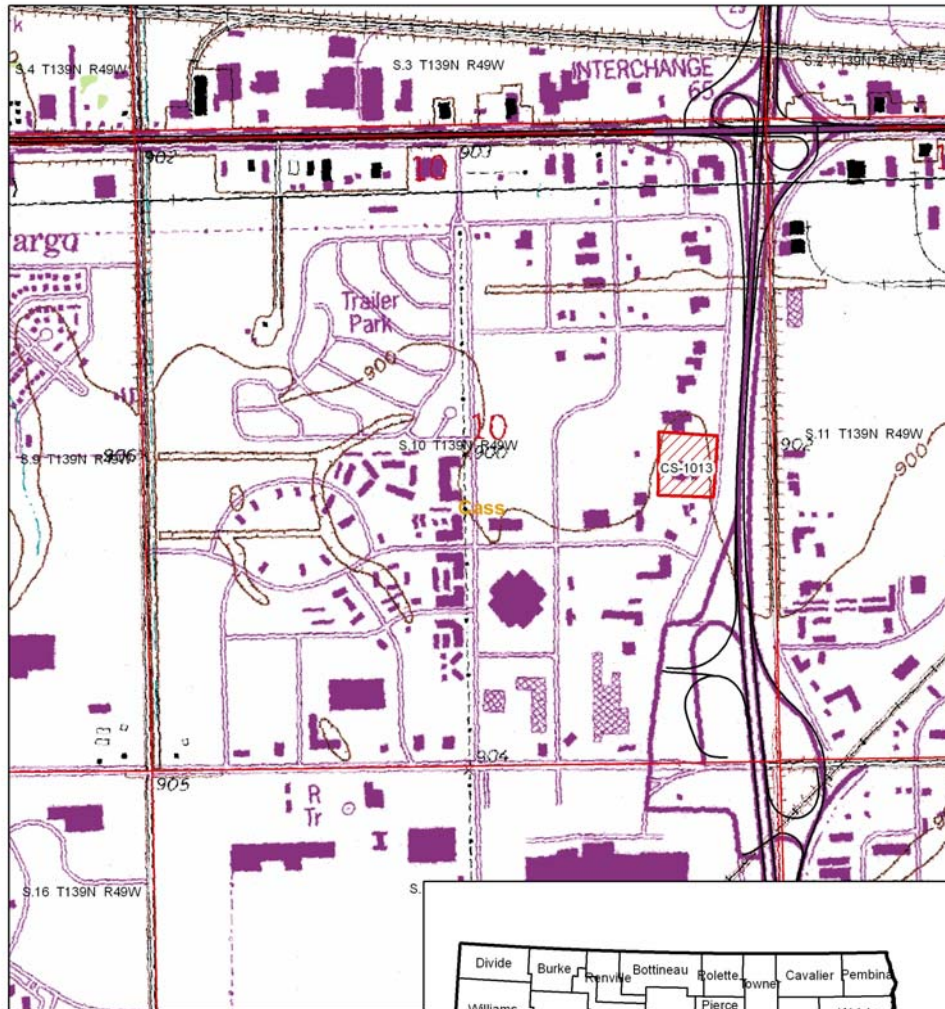 29
k
S.4 T139N R49W
S.3 T139N R49W
S.2 T139N R49W
INTERCHANGE
65
902
903
10
argo
Trailer
Park
900
10
S.9 T139N R49W
906
S.10 T139N R49W
900
CS-1013
902
S.11 T139N R49W
900
Cass
904
905
R
Tr
S.16 T139N R49W
S.
Divide
Burke
Renville
Bottineau
Rolette
Towner
Cavalier
Pembina
Williams
Pierce